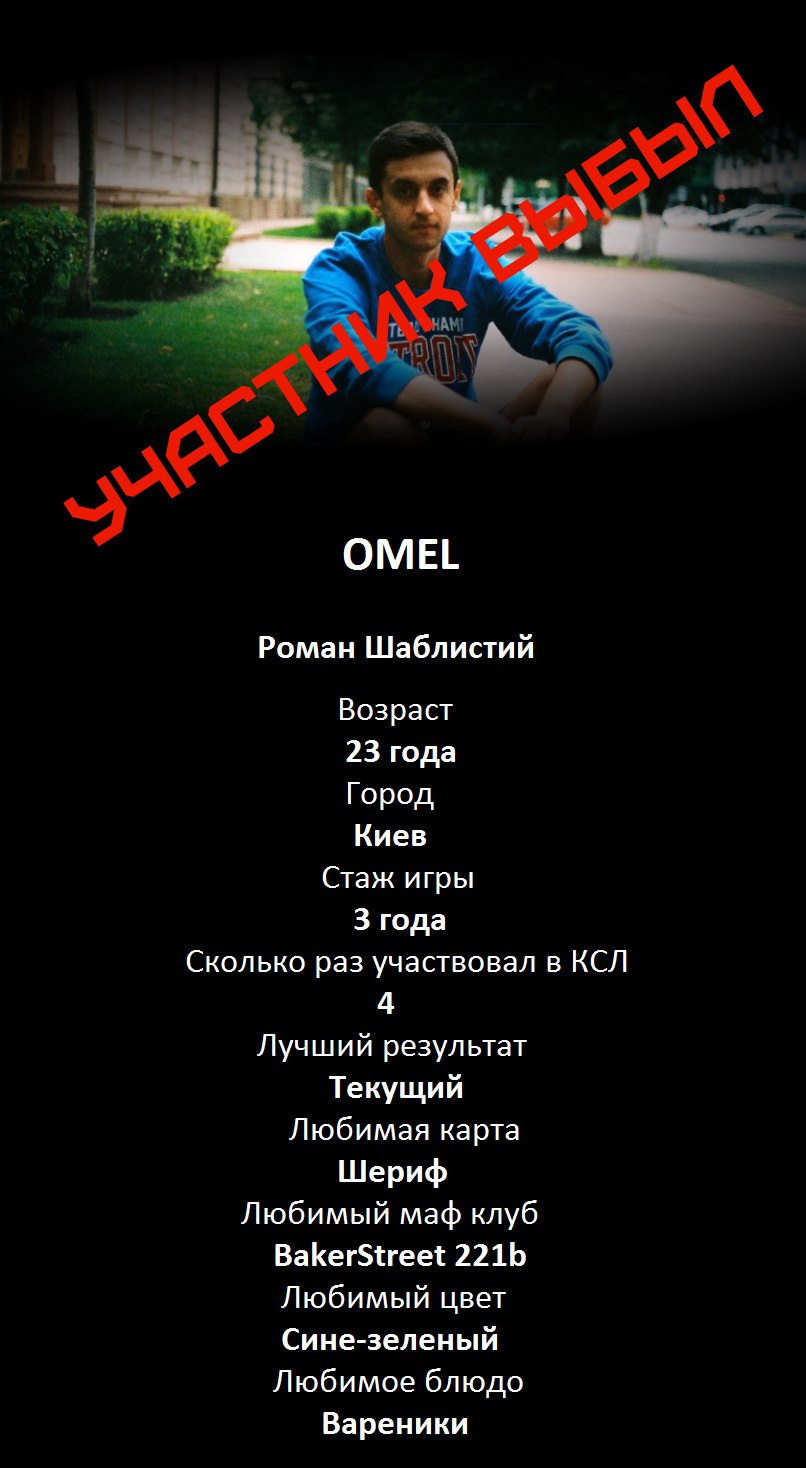 УЧАСТНИК ВЫБЫЛ
TROIT
OMEL
Роман Шаблистий
Возраст
23 года
Город
Киев
Стаж игры
3 года
Сколько раз участвовал в КСЛ
4
Лучший результат
Текущий
Любимая карта
Шериф
Любимый маф клуб
BakerStreet 221b
Любимый цвет
Сине-зеленый
Любимое блюдо
Вареники